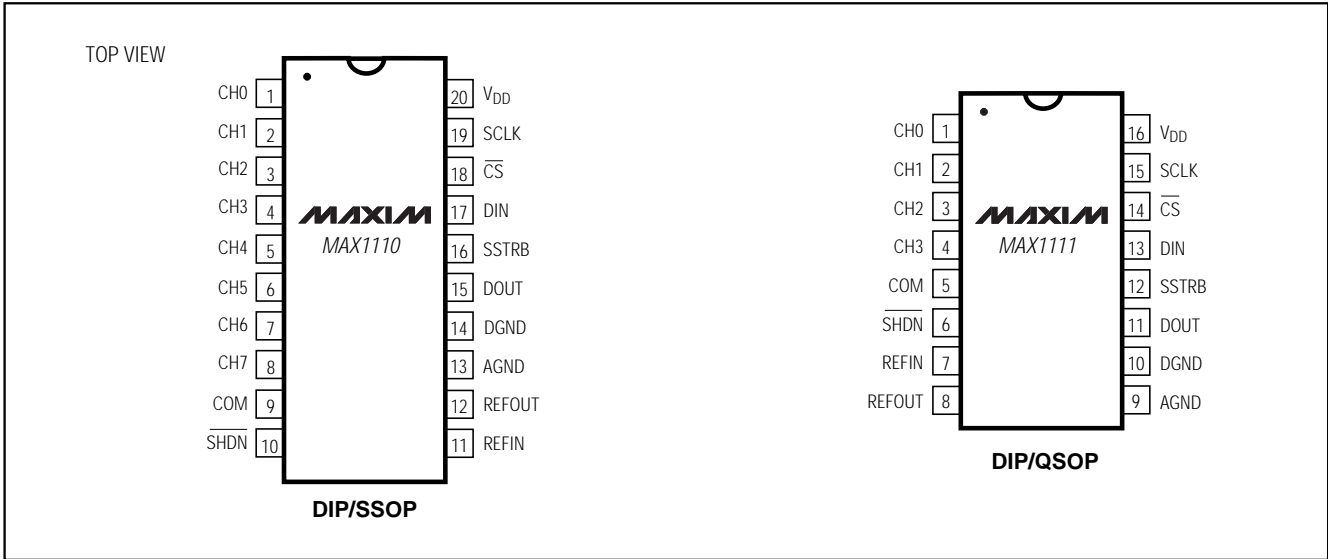 TOP VIEW
CH0 1
CH1 2
CH2 3
CH3 4
CH4 5
CH5 6
CH6 7
CH7 8
COM 9
SHDN 10
MAXIM
MAX1110
20 VDD
19 SCLK
18 CS
17 DIN
16 SSTRB
15 DOUT
14 DGND
13 AGND
12 REFOUT
11 REFIN
DIP/SSOP
CH0 1
CH1 2
CH2 3
CH3 4
COM 5
SHDN 6
REFIN 7
REFOUT 8
MAXIM
MAX1111
16 VDD
15 SCLK
14 CS
13 DIN
12 SSTRB
11 DOUT
10 DGND
9 AGND
DIP/QSOP